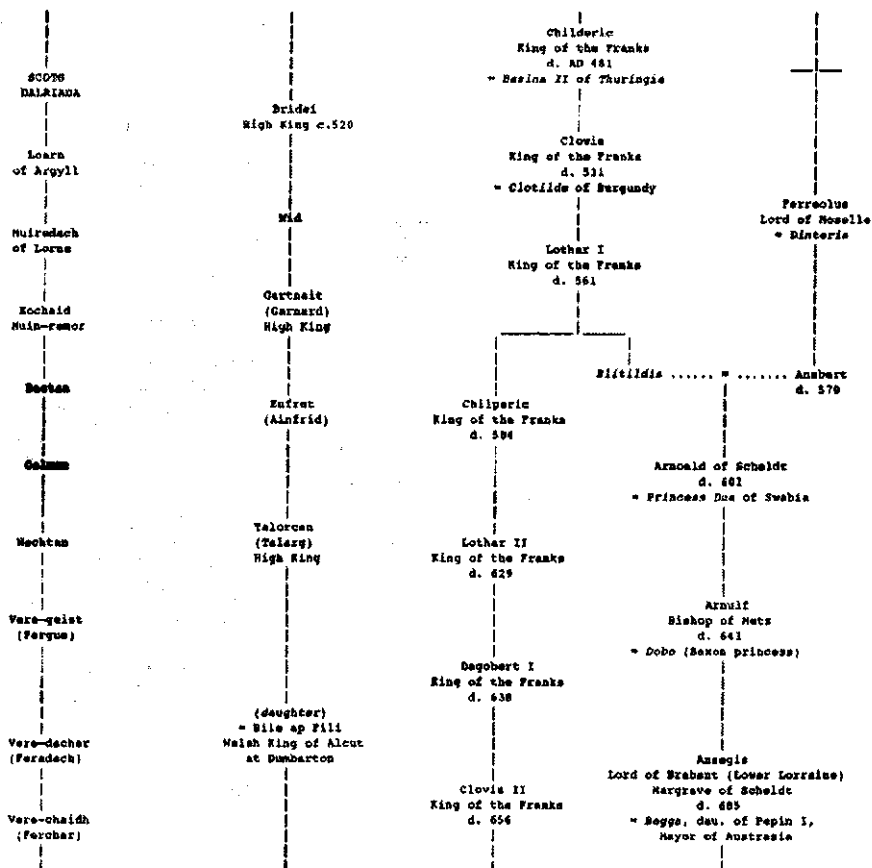 SCOTS
DALRIADA
Loarn
of Argyll
Muiredach
of Lorne
Eochaid
Muin-remor
Baetan
Colman
Nechtan
Vere-geist
(Fergus)
Vere-dacher
(Feradach)
Vere-chaidh
(Ferchar)
Bridei
High King c.520
Wid
Gartnait
(Garnard)
High King
Eufret
(Ainfrid)
Talorcen
(Talarg)
High King
(daughter)
= Bile ap Fili
Welsh King of Alcut
at Dumbarton
Childeric
King of the Franks
d. AD 481
= Basina II of Thuringia
Clovis
King of the Franks
d. 511
= Clotilde of Burgundy
Lothar I
King of the Franks
d. 561
Chilperic
King of the Franks
d. 584
Lothar II
King of the Franks
d. 629
Dagobert I
King of the Franks
d. 638
Clovis II
King of the Franks
d. 656
Ferreolus
Lord of Moselle
= Dinteria
Blitildis ...... = ....... Ansbert
d. 570
Arnoald of Scheldt
d. 601
= Princess Dua of Swabia
Arnulf
Bishop of Metz
d. 641
= Dobo (Saxon princess)
Ansegis
Lord of Brabant (Lower Lorraine)
Margrave of Scheldt
d. 685
= Begga, dau. of Pepin I,
Mayor of Austrasia